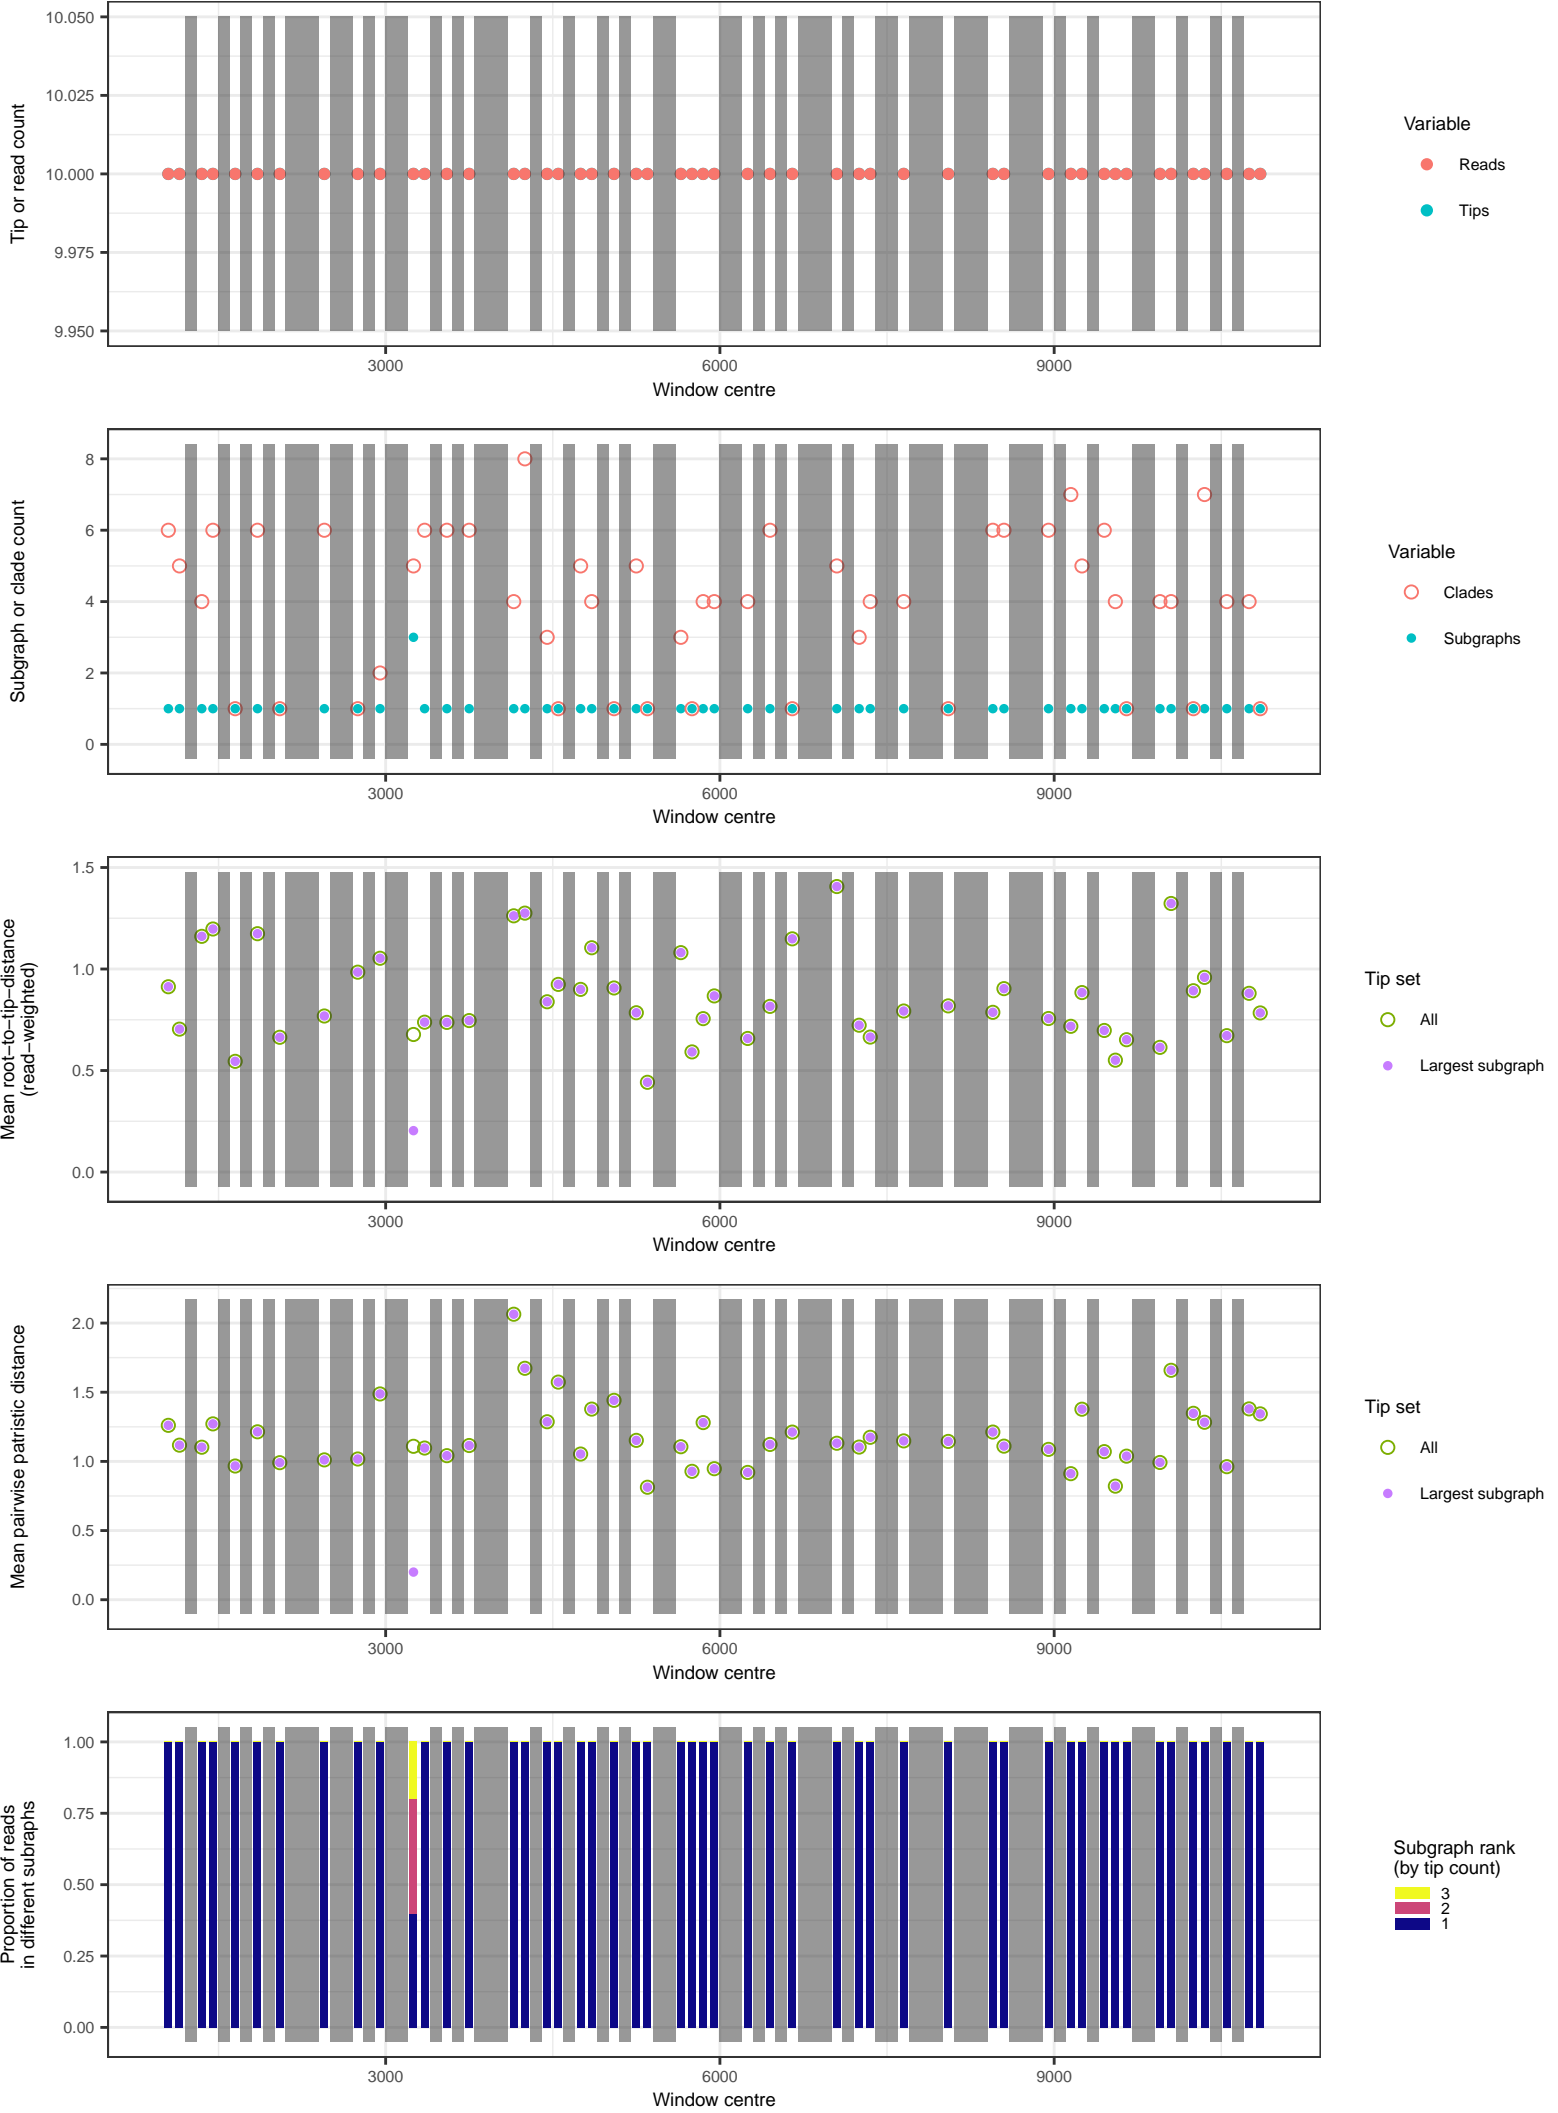 10.050
10.025
10.000
9.975
9.950
Tip or read count
3000
6000
9000
Window centre
Variable
Reads
Tips
8
6
4
2
0
Subgraph or clade count
3000
6000
9000
Window centre
Variable
Clades
Subgraphs
1.5
1.0
0.5
0.0
Mean root−to−tip−distance
(read−weighted)
3000
6000
9000
Window centre
Tip set
All
Largest subgraph
2.0
1.5
1.0
0.5
0.0
Mean pairwise patristic distance
3000
6000
9000
Window centre
Tip set
All
Largest subgraph
1.00
0.75
0.50
0.25
0.00
Proportion of reads
in different subraphs
3000
6000
9000
Window centre
Subgraph rank
(by tip count)
3
2
1